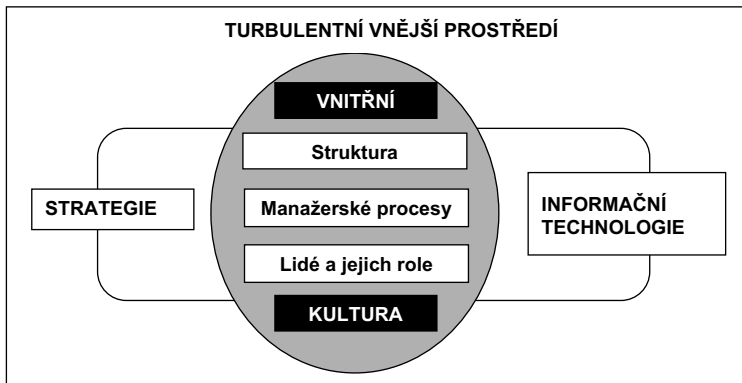 TURBULENTNÍ VNĚJŠÍ PROSTŘEDÍ
VNITŘNÍ
Struktura
STRATEGIE
Manažerské procesy
INFORMAČNÍ
TECHNOLOGIE
Lidé a jejich role
KULTURA